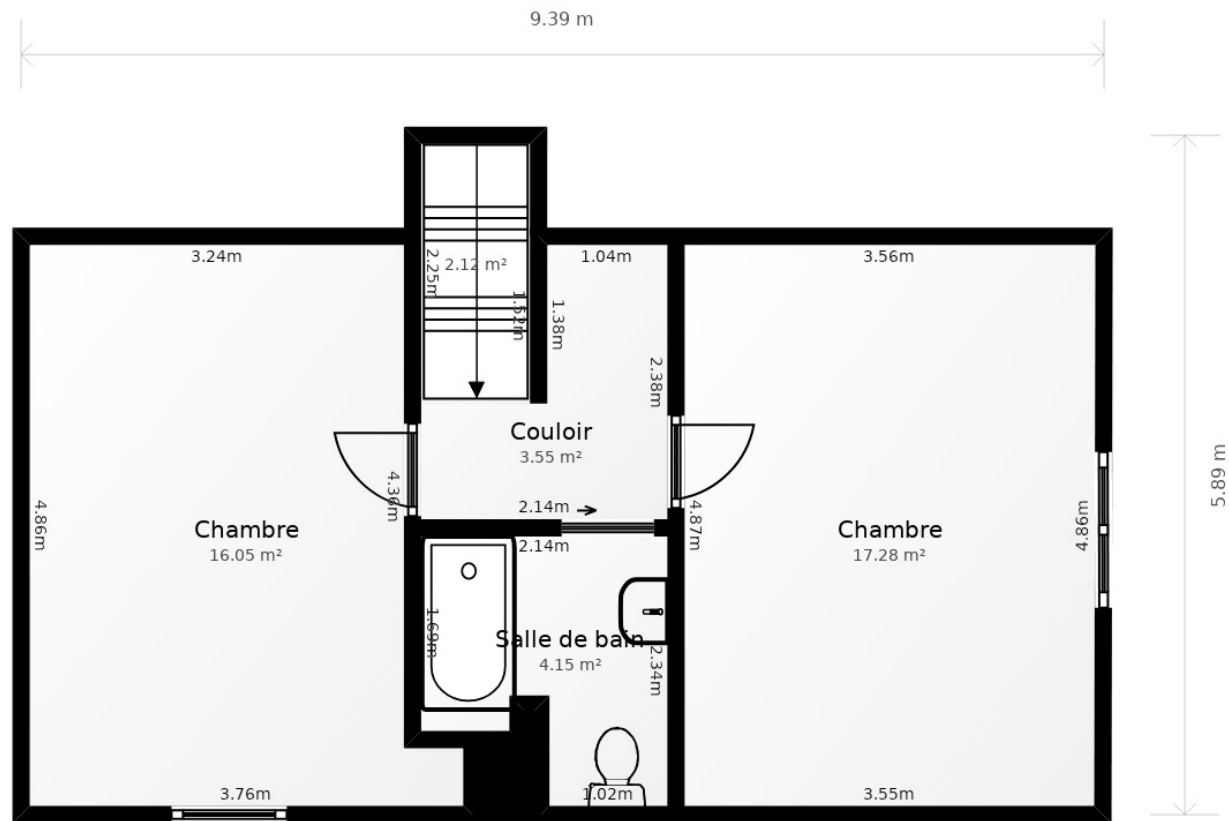 9.39 m
3.24m
1.04m
3.56m
2.25m
2.12 m²
1.52m
1.38m
2.38m
5.89 m
Couloir
3.55 m²
4.86m
4.36m
2.14m
4.87m
4.86m
Chambre
16.05 m²
Chambre
17.28 m²
2.14m
1.69m
Salle de bain
4.15 m²
2.34m
3.76m
1.02m
3.55m